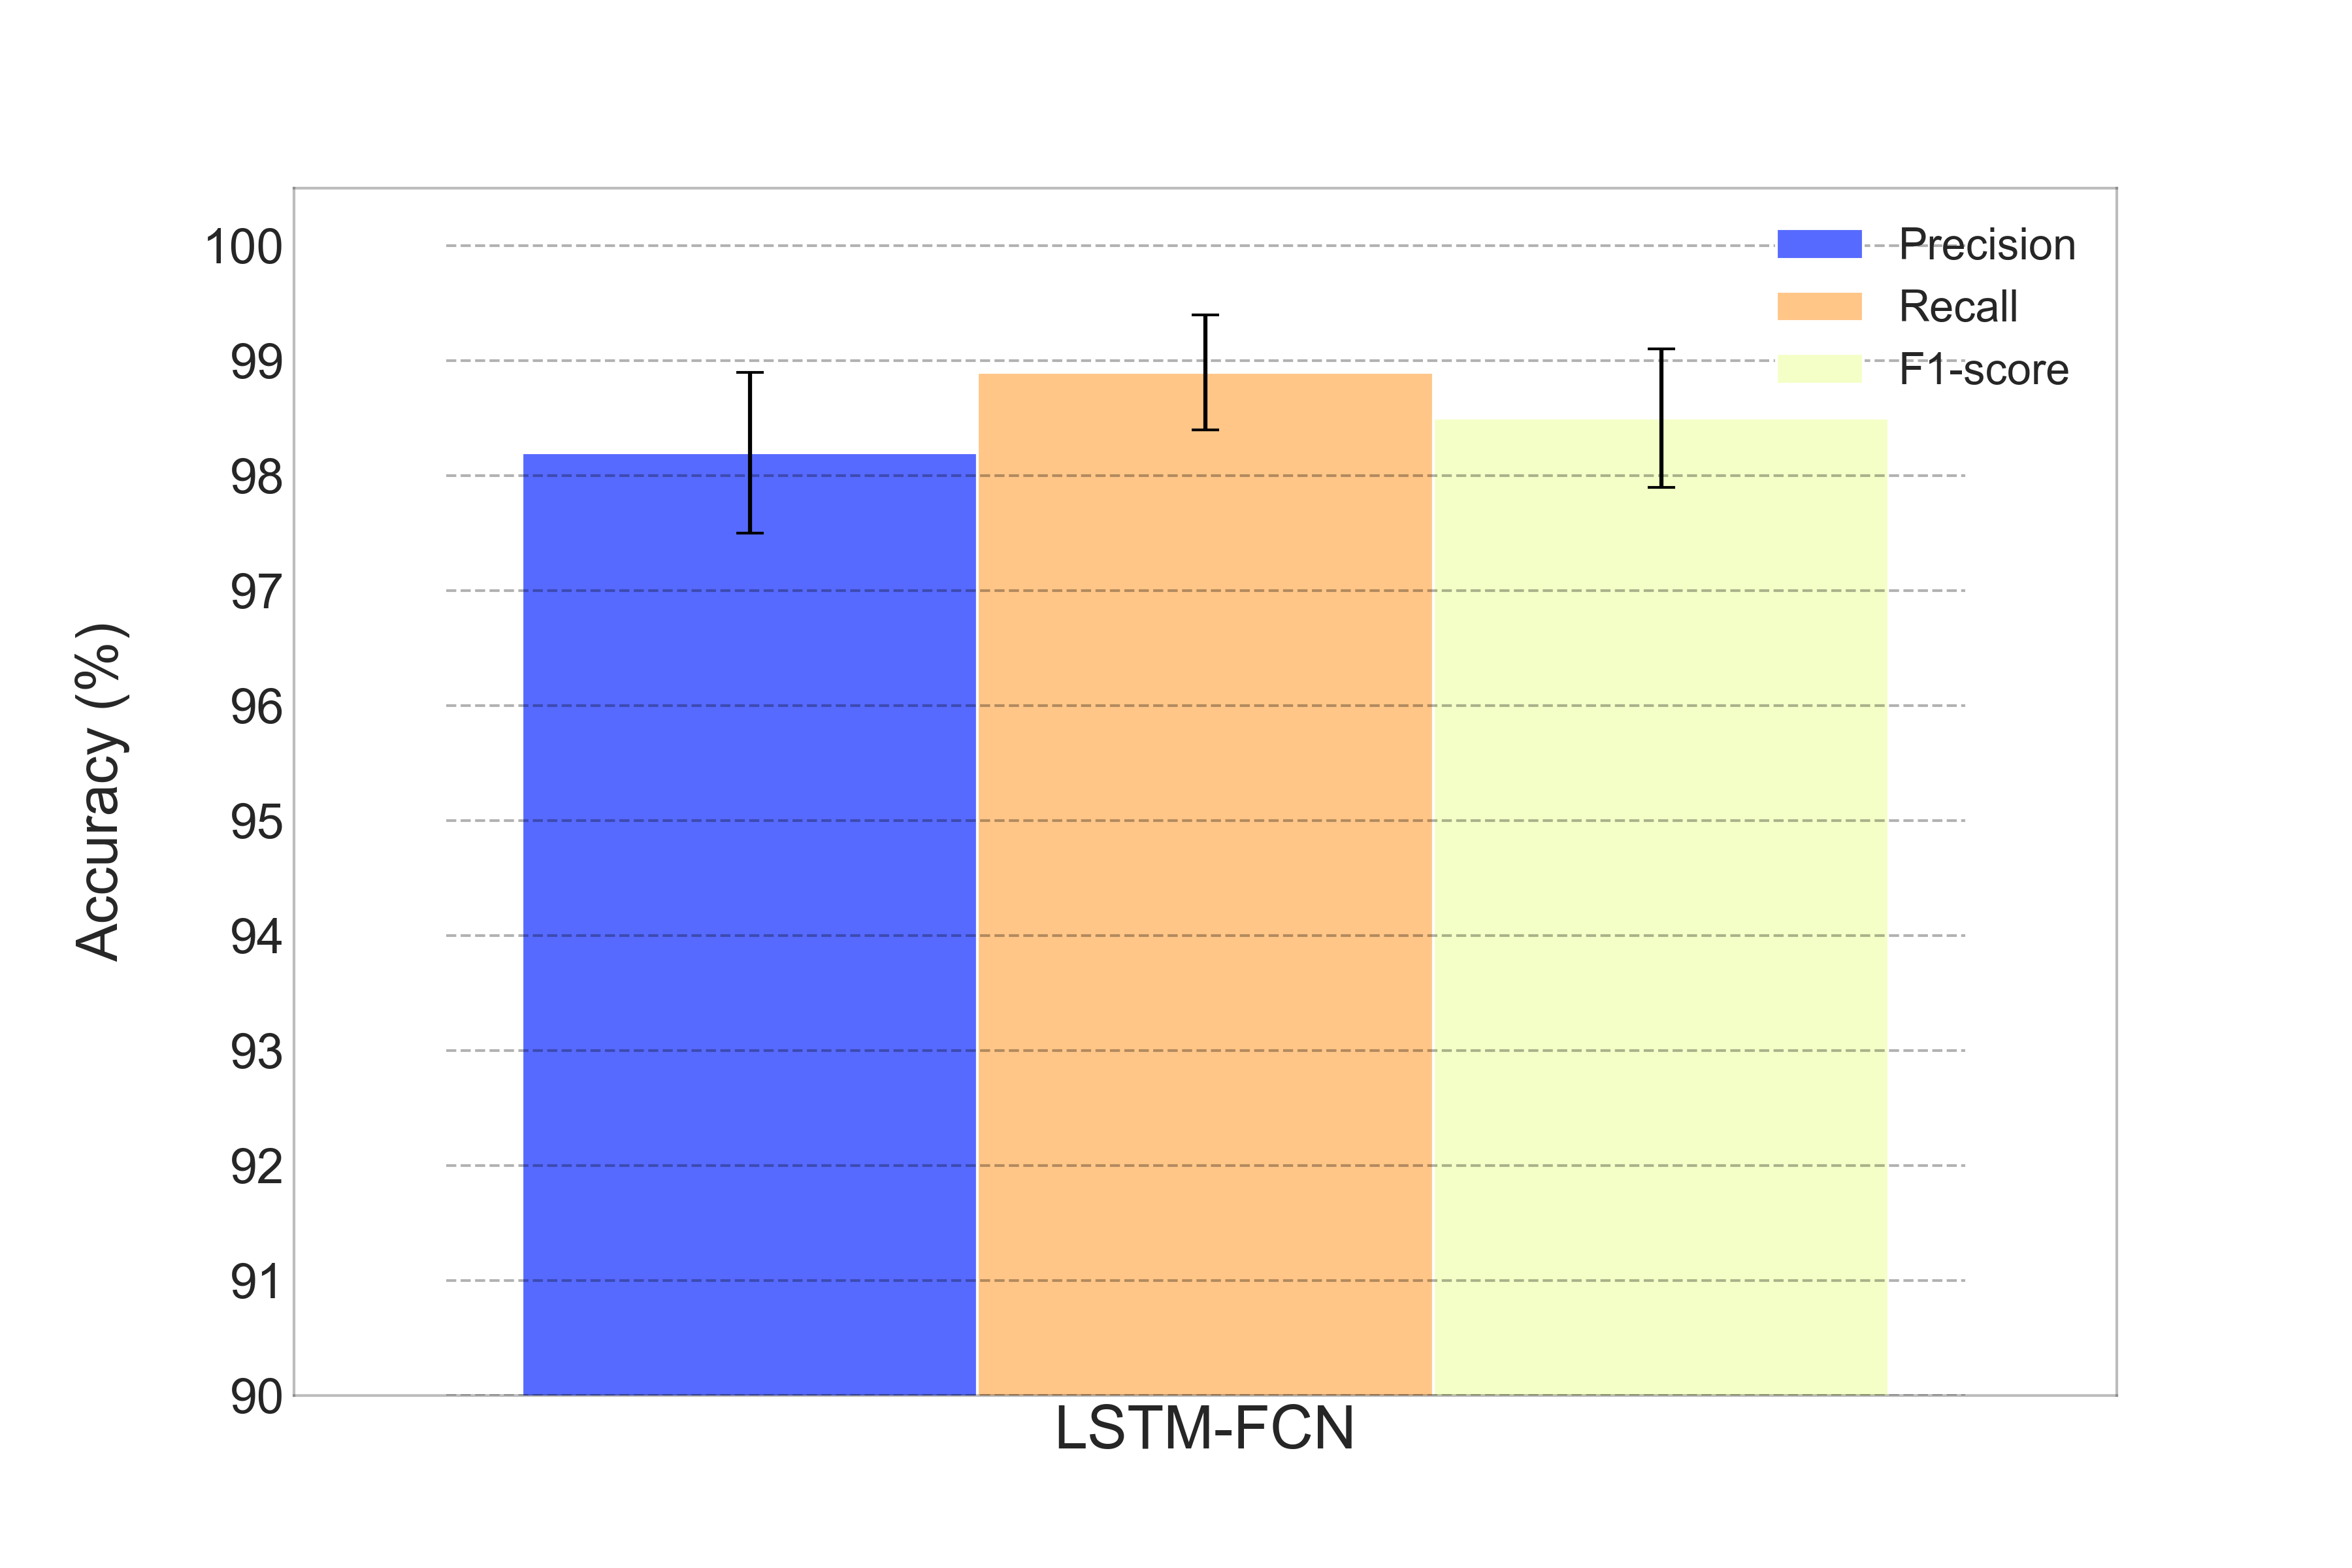 Accuracy (%)
100
99
98
97
96
95
94
93
92
91
90
Precision
Recall
F1-score
LSTM-FCN